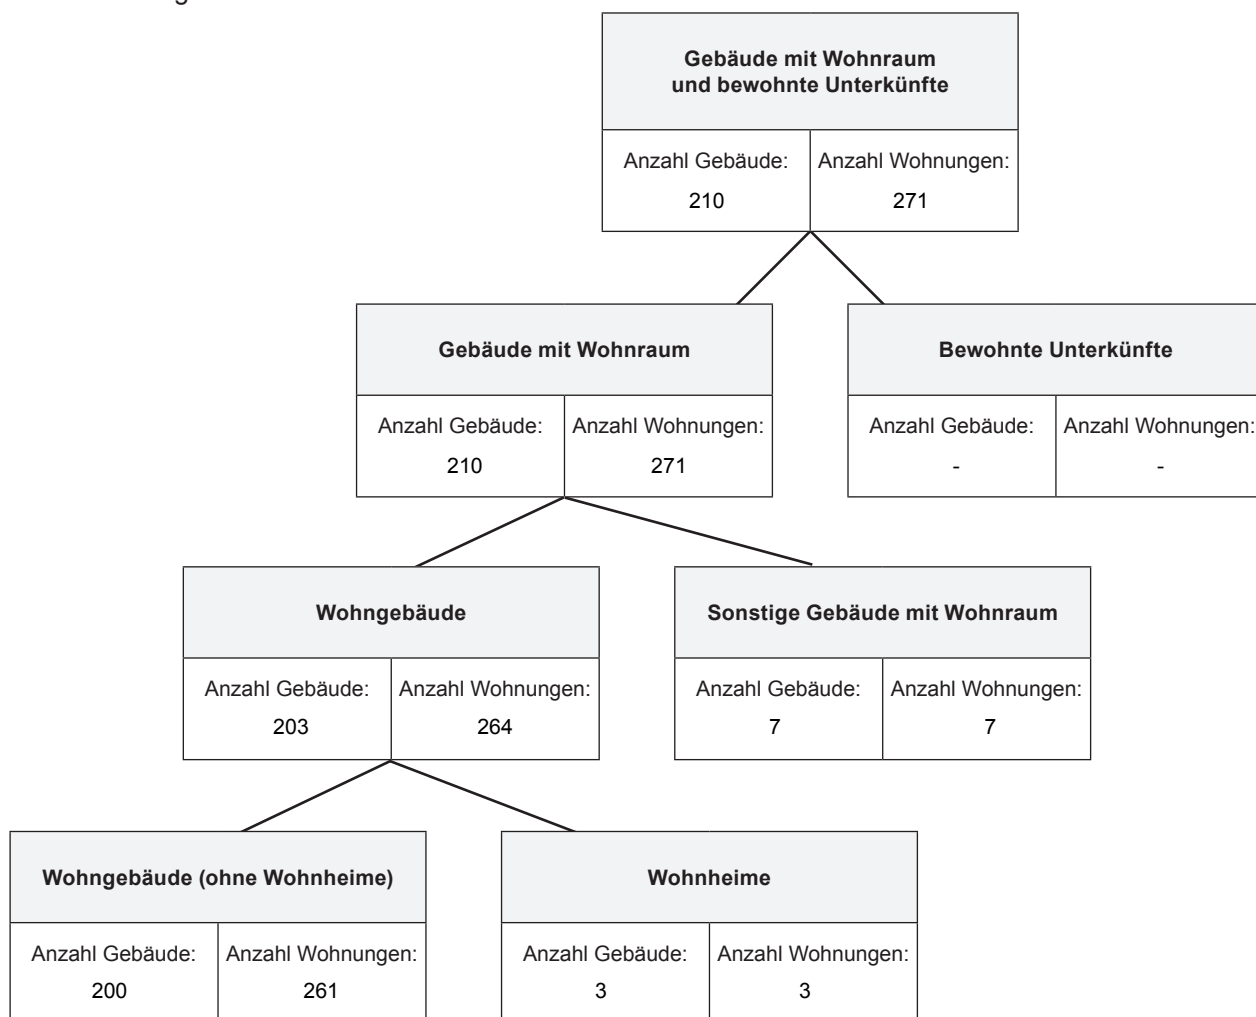 Gebäude mit Wohnraum
und bewohnte Unterkünfte
Anzahl Gebäude: Anzahl Wohnungen:
210 271
Gebäude mit Wohnraum
Anzahl Gebäude: Anzahl Wohnungen:
210 271
Bewohnte Unterkünfte
Anzahl Gebäude: Anzahl Wohnungen:
- -
Wohngebäude
Anzahl Gebäude: Anzahl Wohnungen:
203 264
Sonstige Gebäude mit Wohnraum
Anzahl Gebäude: Anzahl Wohnungen:
7 7
Wohngebäude (ohne Wohnheime)
Anzahl Gebäude: Anzahl Wohnungen:
200 261
Wohnheime
Anzahl Gebäude: Anzahl Wohnungen:
3 3